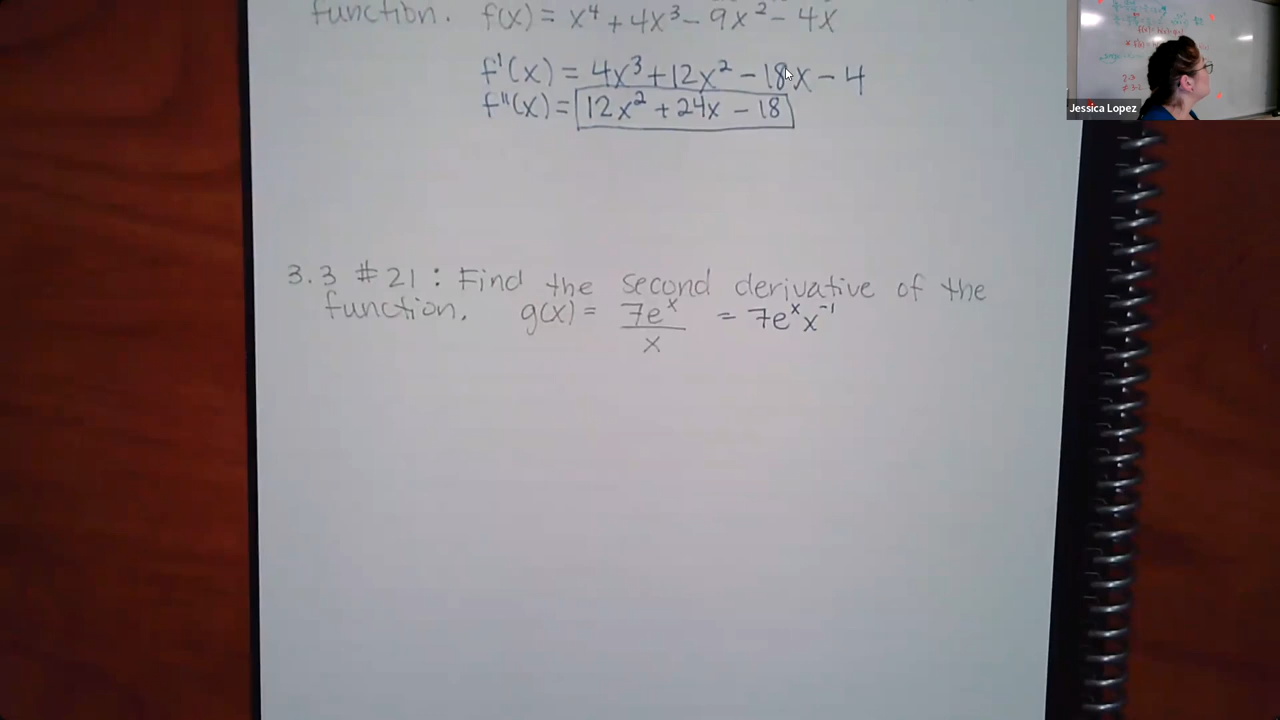 function. f(x) = x⁴ + 4x³ - 9x² - 4x
f'(x) = 4x³ + 12x² - 18x - 4
f''(x) = 12x² + 24x - 18
Jessica Lopez
3.3 #21 : Find the second derivative of the
function. g(x) = 7eˣ / x = 7eˣx⁻¹